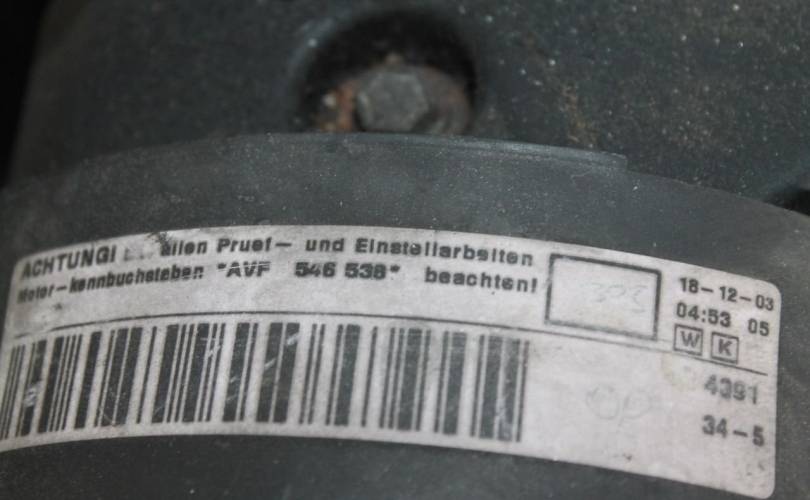 ACHTUNG! allen Pruef- und Einstellarbeiten
Motor-kennbuchstaben "AVF 546 538" beachten!
303
18-12-03
04:53 05
W K
4391
34-5